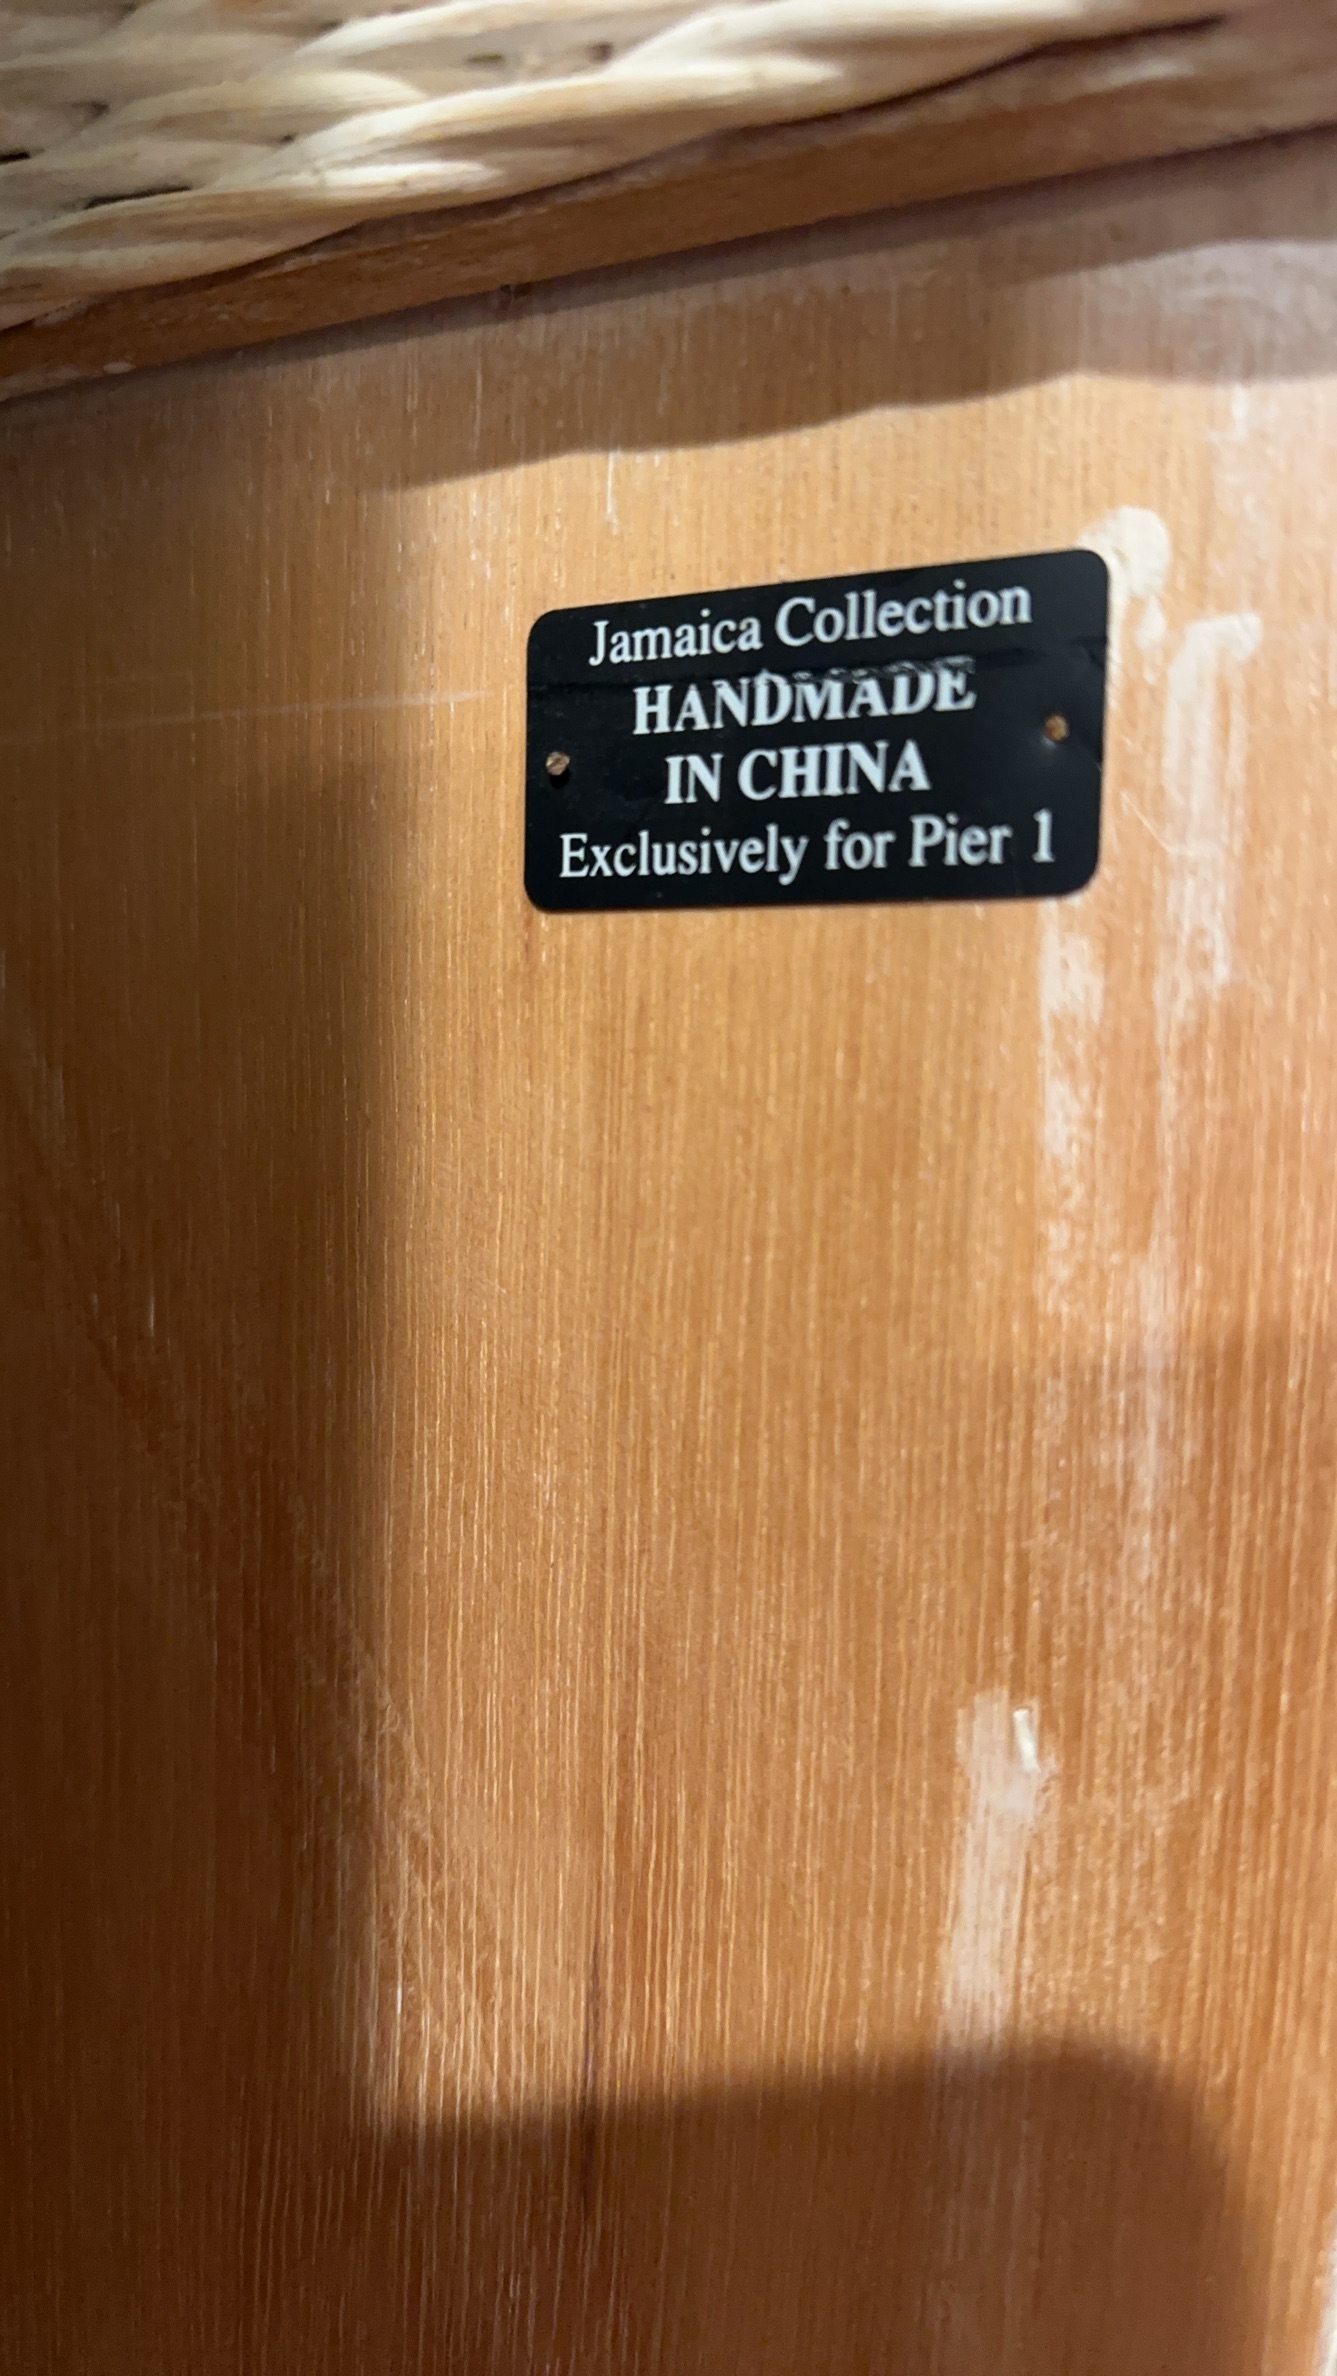 Jamaica Collection
HANDMADE
IN CHINA
Exclusively for Pier 1